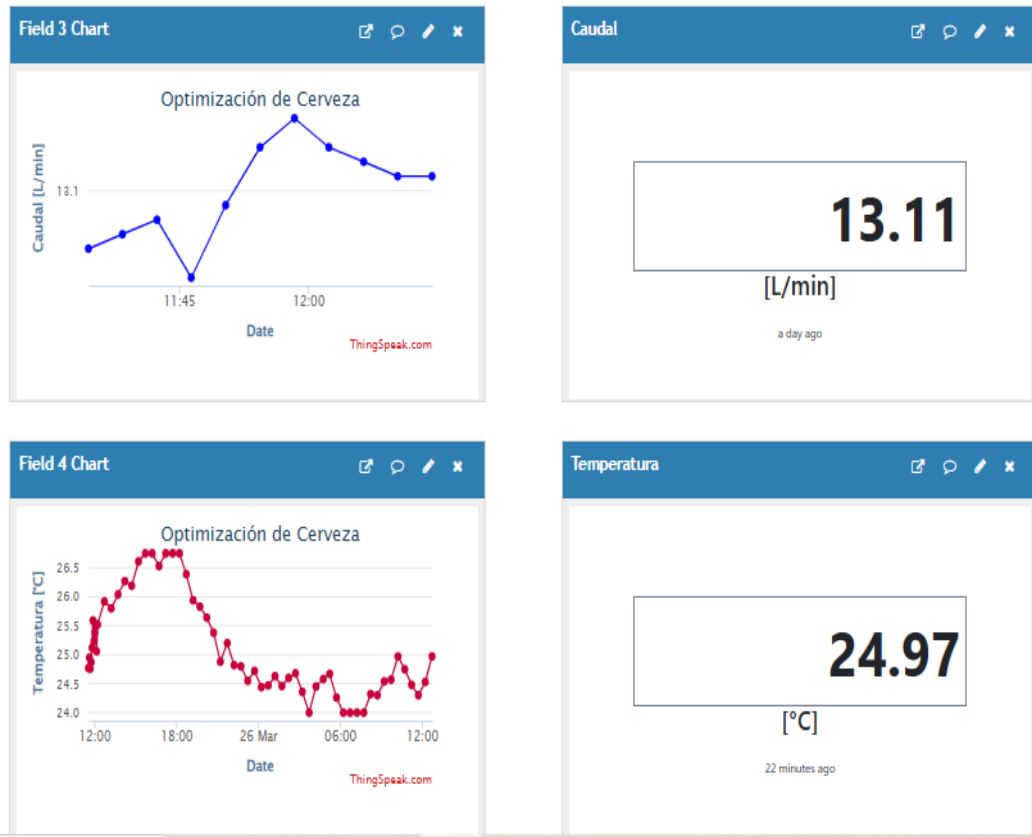 Field 3 Chart
Optimización de Cerveza
Caudal [L/min]
13.1
11:45 12:00
Date
ThingSpeak.com
Caudal
13.11
[L/min]
a day ago
Field 4 Chart
Optimización de Cerveza
Temperatura [°C]
26.5
26.0
25.5
25.0
24.5
24.0
12:00 18:00 26 Mar 06:00 12:00
Date
ThingSpeak.com
Temperatura
24.97
[°C]
22 minutes ago